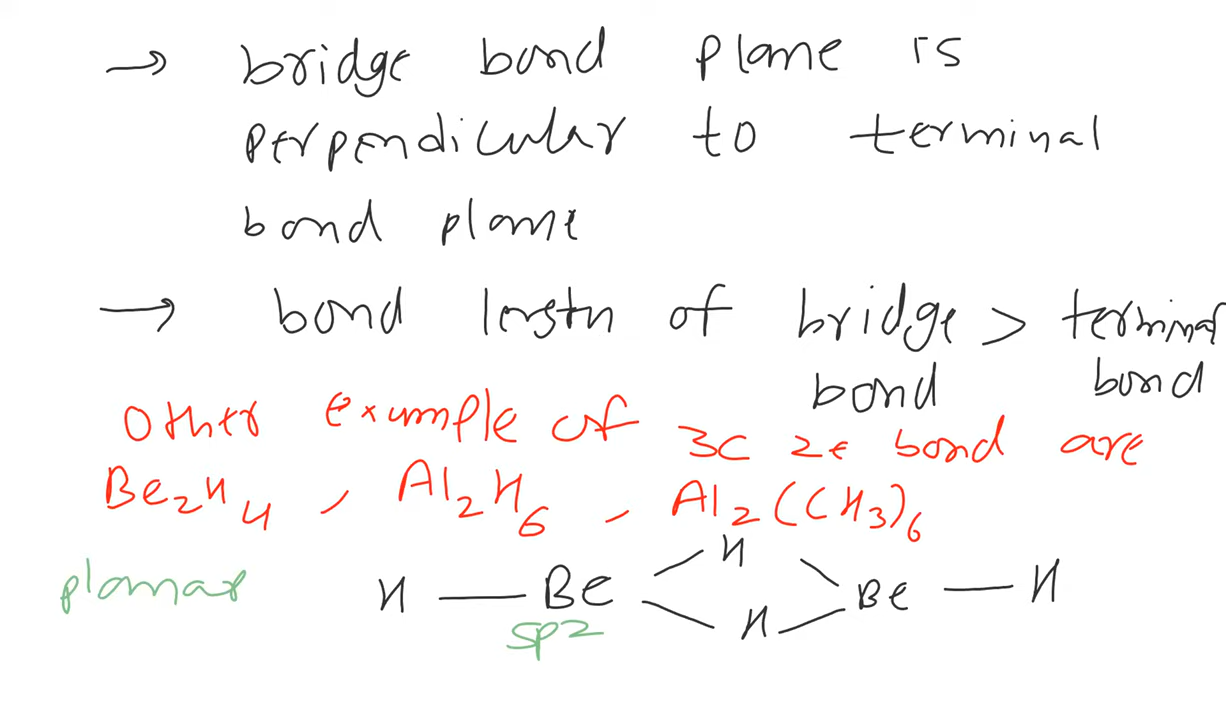 → bridge bond plane is
perpendicular to terminal
bond plane
→ bond length of bridge > terminal
bond bond
Other example of 3c 2e bond are
Be2H4, Al2H6, Al2(CH3)6
H
planar H — Be Be — H
H
sp2